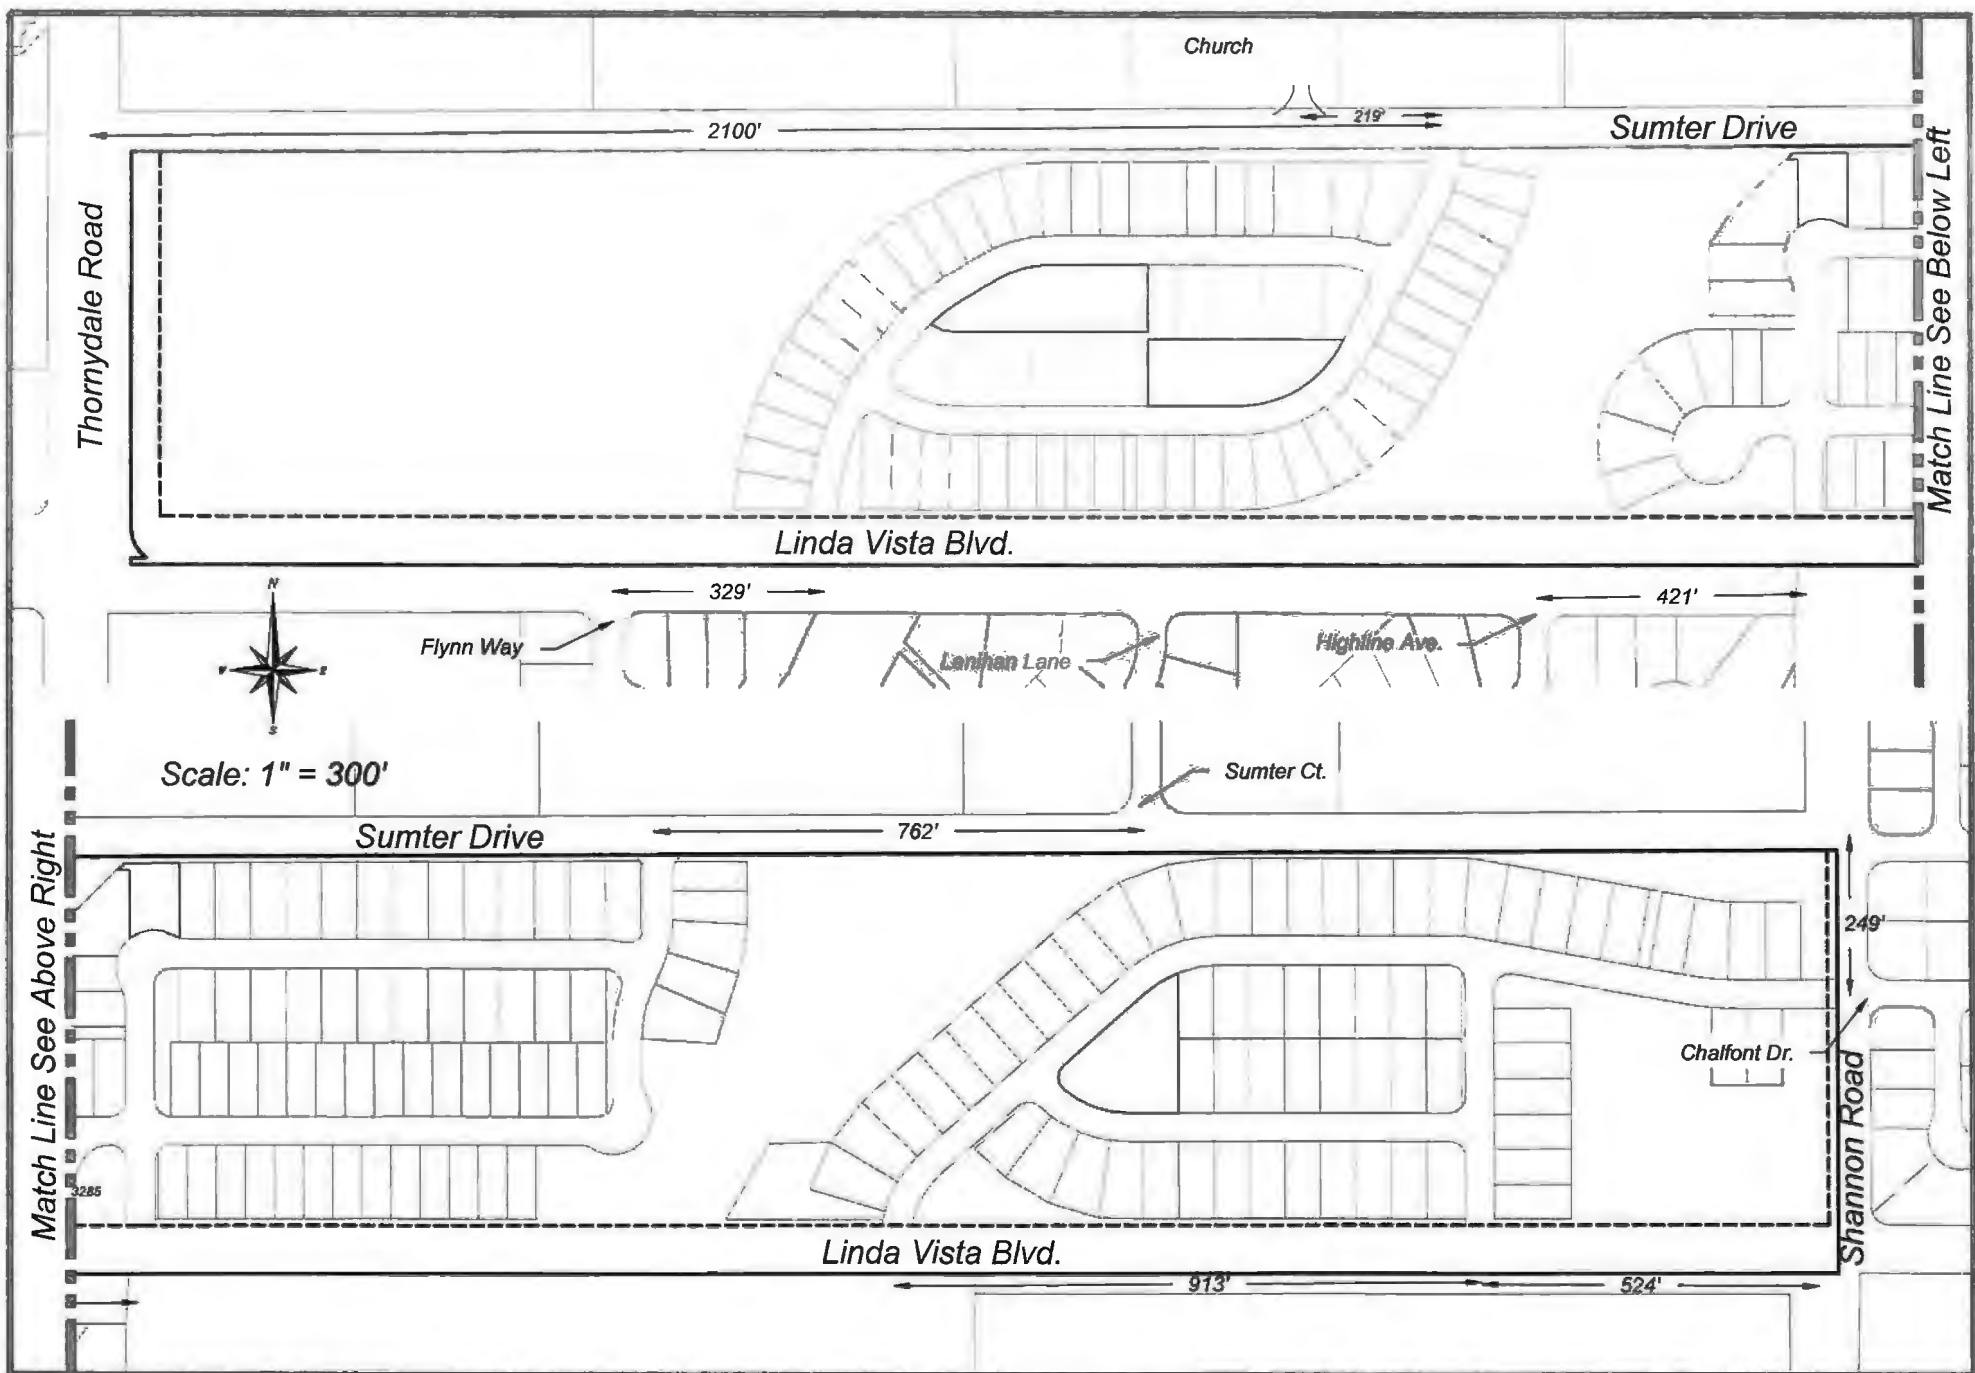 Church
2100'
219'
Sumter Drive
Thornydale Road
Match Line See Below Left
Linda Vista Blvd.
329'
421'
Flynn Way
Lenihan Lane
Highline Ave.
N
S
Scale: 1" = 300'
Sumter Ct.
Sumter Drive
762'
Match Line See Above Right
249'
Chalfont Dr.
Shannon Road
3285
Linda Vista Blvd.
913'
524'